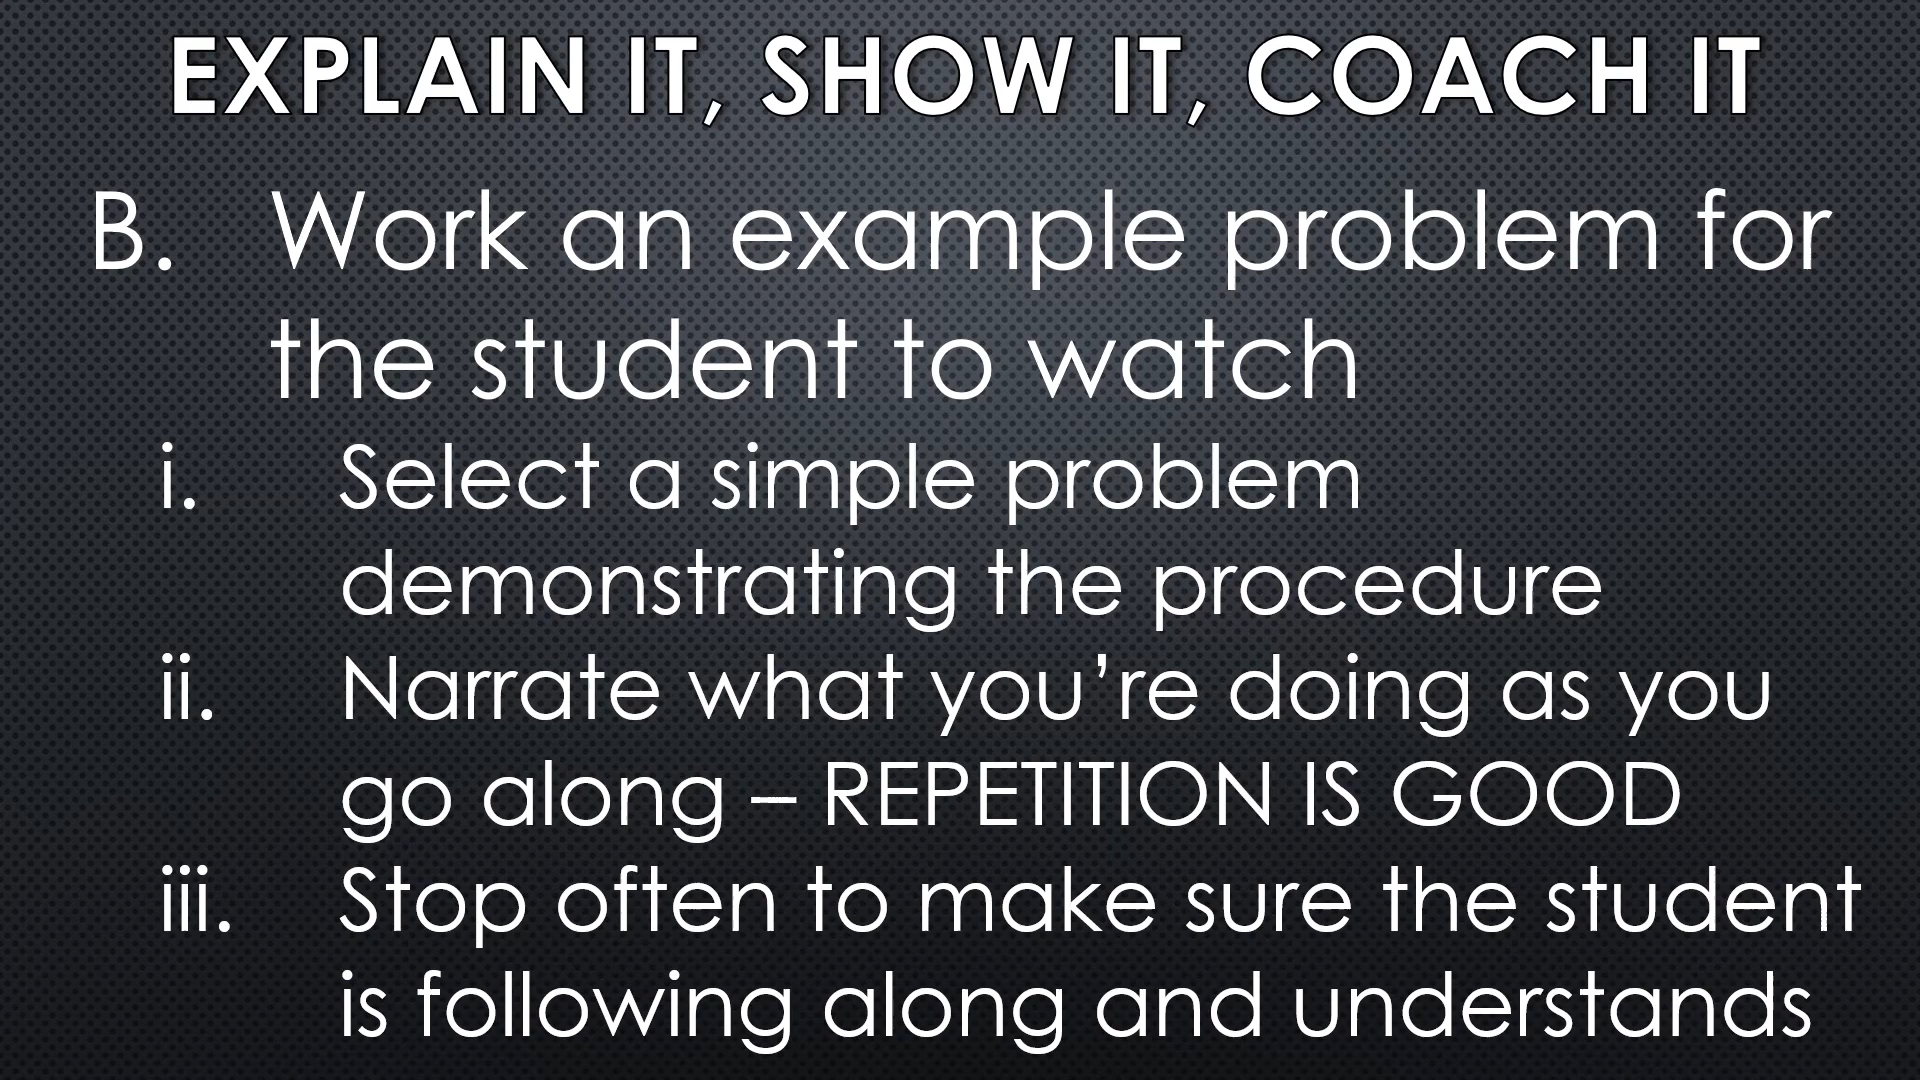 EXPLAIN IT, SHOW IT, COACH IT
B. Work an example problem for
the student to watch
i. Select a simple problem
demonstrating the procedure
ii. Narrate what you’re doing as you
go along – REPETITION IS GOOD
iii. Stop often to make sure the student
is following along and understands